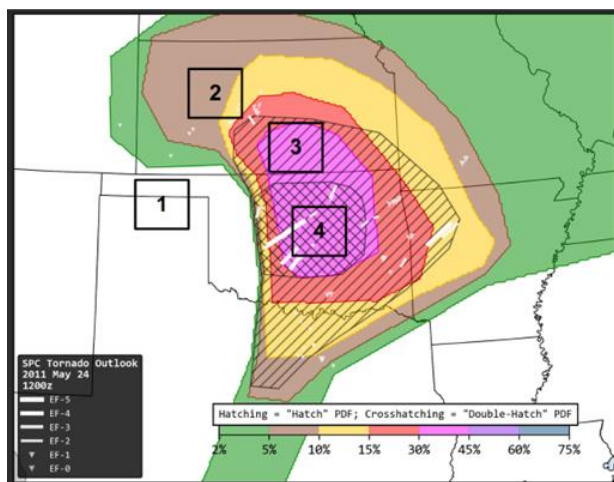 2
3
1
4
SPC Tornado Outlook
2011 May 24
1200z
EF-5
EF-4
EF-3
EF-2
EF-1
EF-0
Hatching = "Hatch" PDF; Crosshatching = "Double-Hatch" PDF
2% 5% 10% 15% 30% 45% 60% 75%